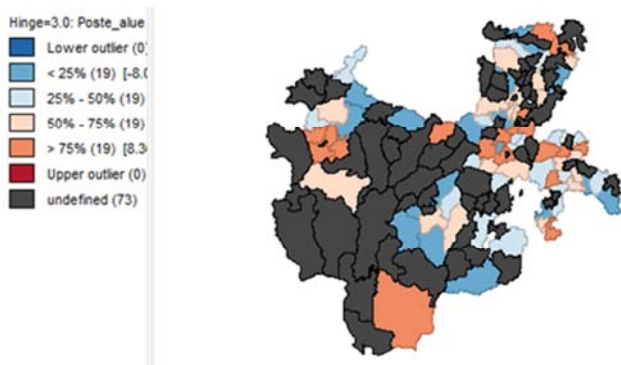 Hinge=3.0: Poste_alue
Lower outlier (0)
< 25% (19) [-8.0
25% - 50% (19)
50% - 75% (19)
> 75% (19) [8.3
Upper outlier (0)
undefined (73)